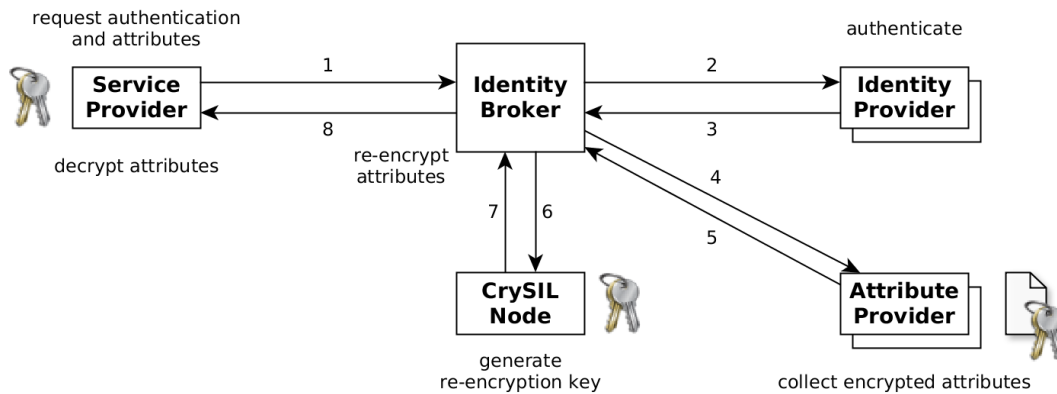 request authentication
and attributes
authenticate
Service
Provider
1
8
Identity
Broker
2
3
Identity
Provider
decrypt attributes
re-encrypt
attributes
4
5
7
6
CrySIL
Node
Attribute
Provider
generate
re-encryption key
collect encrypted attributes